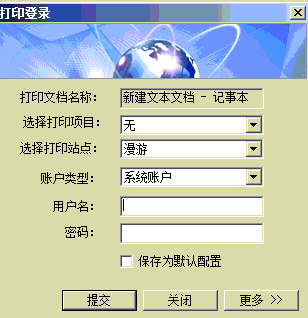 打印登录
打印文档名称: 新建文本文档 - 记事本
选择打印项目: 无
选择打印站点: 漫游
账户类型: 系统账户
用户名:
密码:
保存为默认配置
提交 关闭 更多 >>